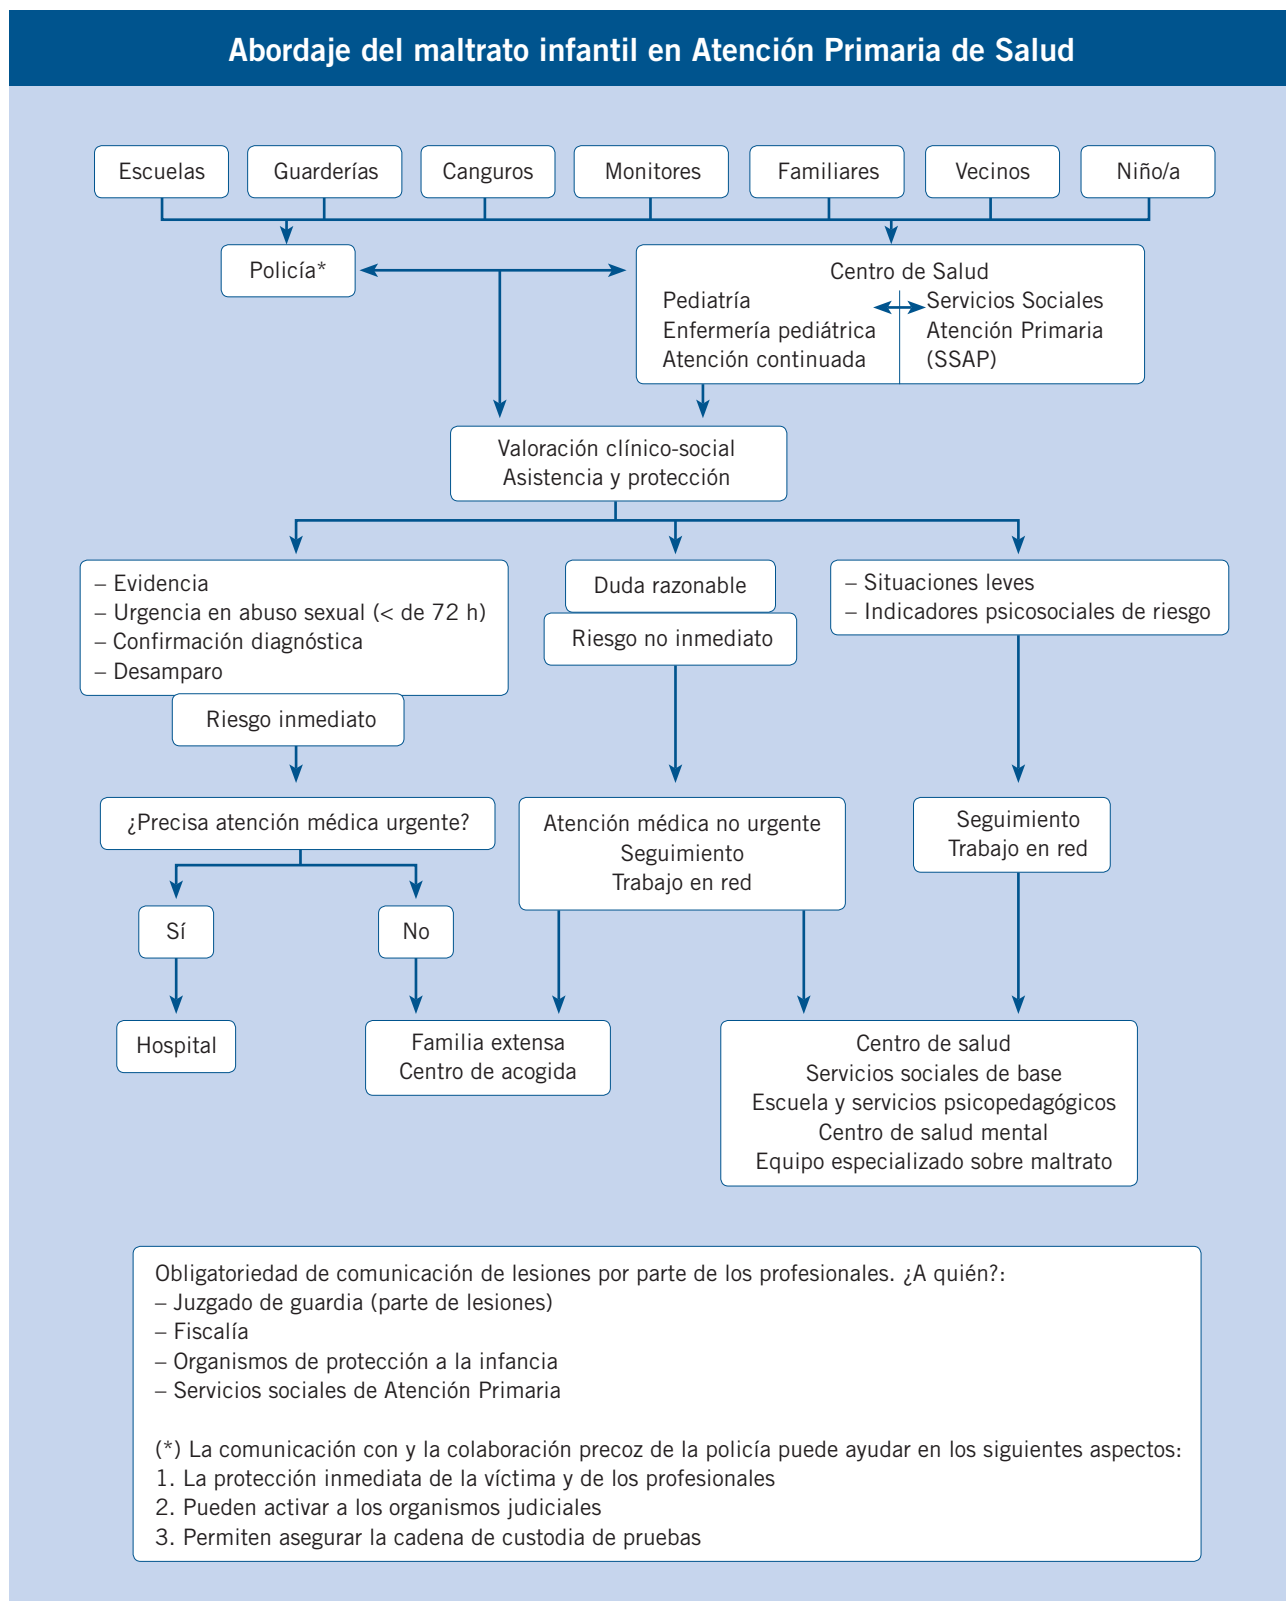 Abordaje del maltrato infantil en Atención Primaria de Salud
Escuelas
Guarderías
Canguros
Monitores
Familiares
Vecinos
Niño/a
Policía*
Centro de Salud
Pediatría
Enfermería pediátrica
Atención continuada
Servicios Sociales
Atención Primaria
(SSAP)
Valoración clínico-social
Asistencia y protección
– Evidencia
– Urgencia en abuso sexual (< de 72 h)
– Confirmación diagnóstica
– Desamparo
Riesgo inmediato
Duda razonable
Riesgo no inmediato
– Situaciones leves
– Indicadores psicosociales de riesgo
¿Precisa atención médica urgente?
Atención médica no urgente
Seguimiento
Trabajo en red
Seguimiento
Trabajo en red
Sí
No
Hospital
Familia extensa
Centro de acogida
Centro de salud
Servicios sociales de base
Escuela y servicios psicopedagógicos
Centro de salud mental
Equipo especializado sobre maltrato
Obligatoriedad de comunicación de lesiones por parte de los profesionales. ¿A quién?:
– Juzgado de guardia (parte de lesiones)
– Fiscalía
– Organismos de protección a la infancia
– Servicios sociales de Atención Primaria
(*) La comunicación con y la colaboración precoz de la policía puede ayudar en los siguientes aspectos:
1. La protección inmediata de la víctima y de los profesionales
2. Pueden activar a los organismos judiciales
3. Permiten asegurar la cadena de custodia de pruebas